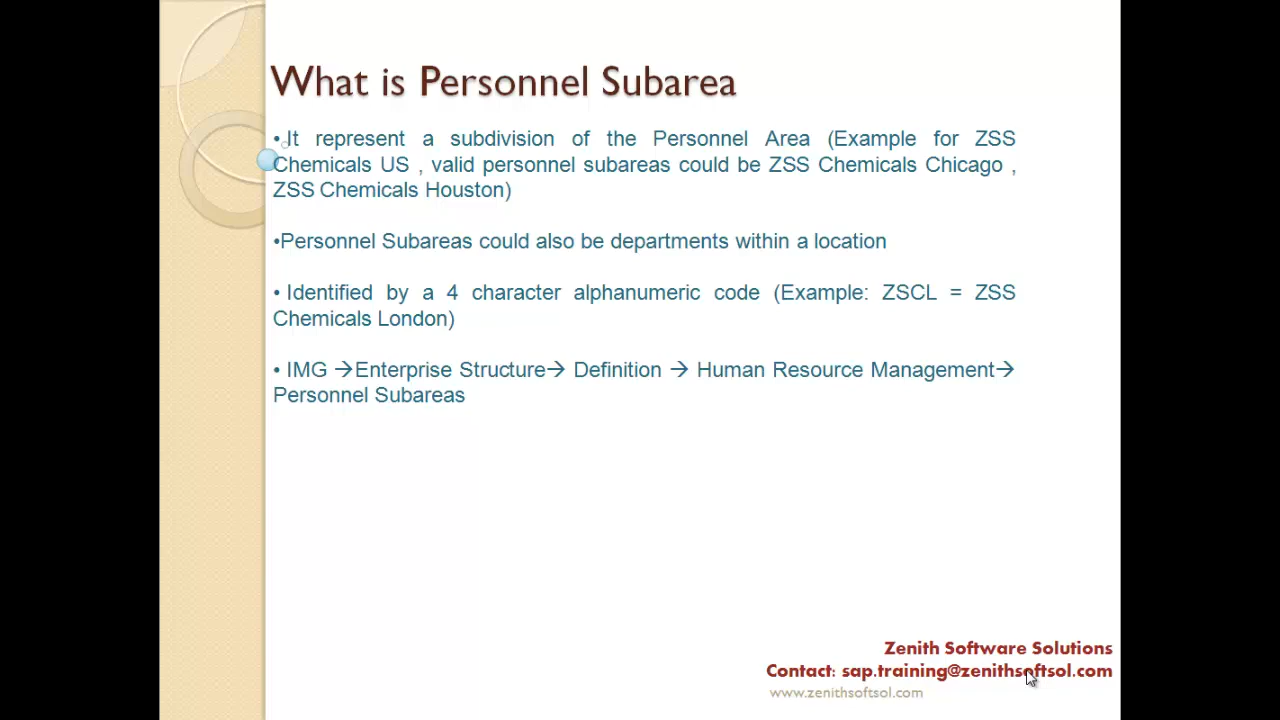 What is Personnel Subarea
• It represent a subdivision of the Personnel Area (Example for ZSS
Chemicals US , valid personnel subareas could be ZSS Chemicals Chicago ,
ZSS Chemicals Houston)
•Personnel Subareas could also be departments within a location
• Identified by a 4 character alphanumeric code (Example: ZSCL = ZSS
Chemicals London)
• IMG →Enterprise Structure→ Definition → Human Resource Management→
Personnel Subareas
Zenith Software Solutions
Contact: sap.training@zenithsoftsol.com
www.zenithsoftsol.com